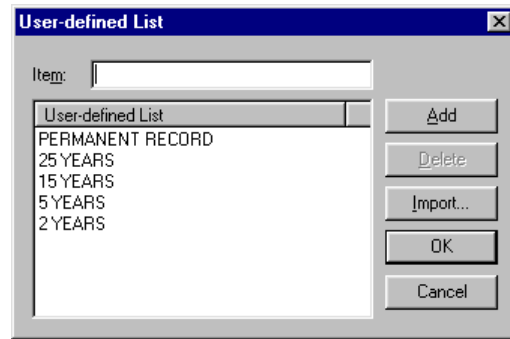 User-defined List
Item:
User-defined List
PERMANENT RECORD
25 YEARS
15 YEARS
5 YEARS
2 YEARS
Add
Delete
Import...
OK
Cancel